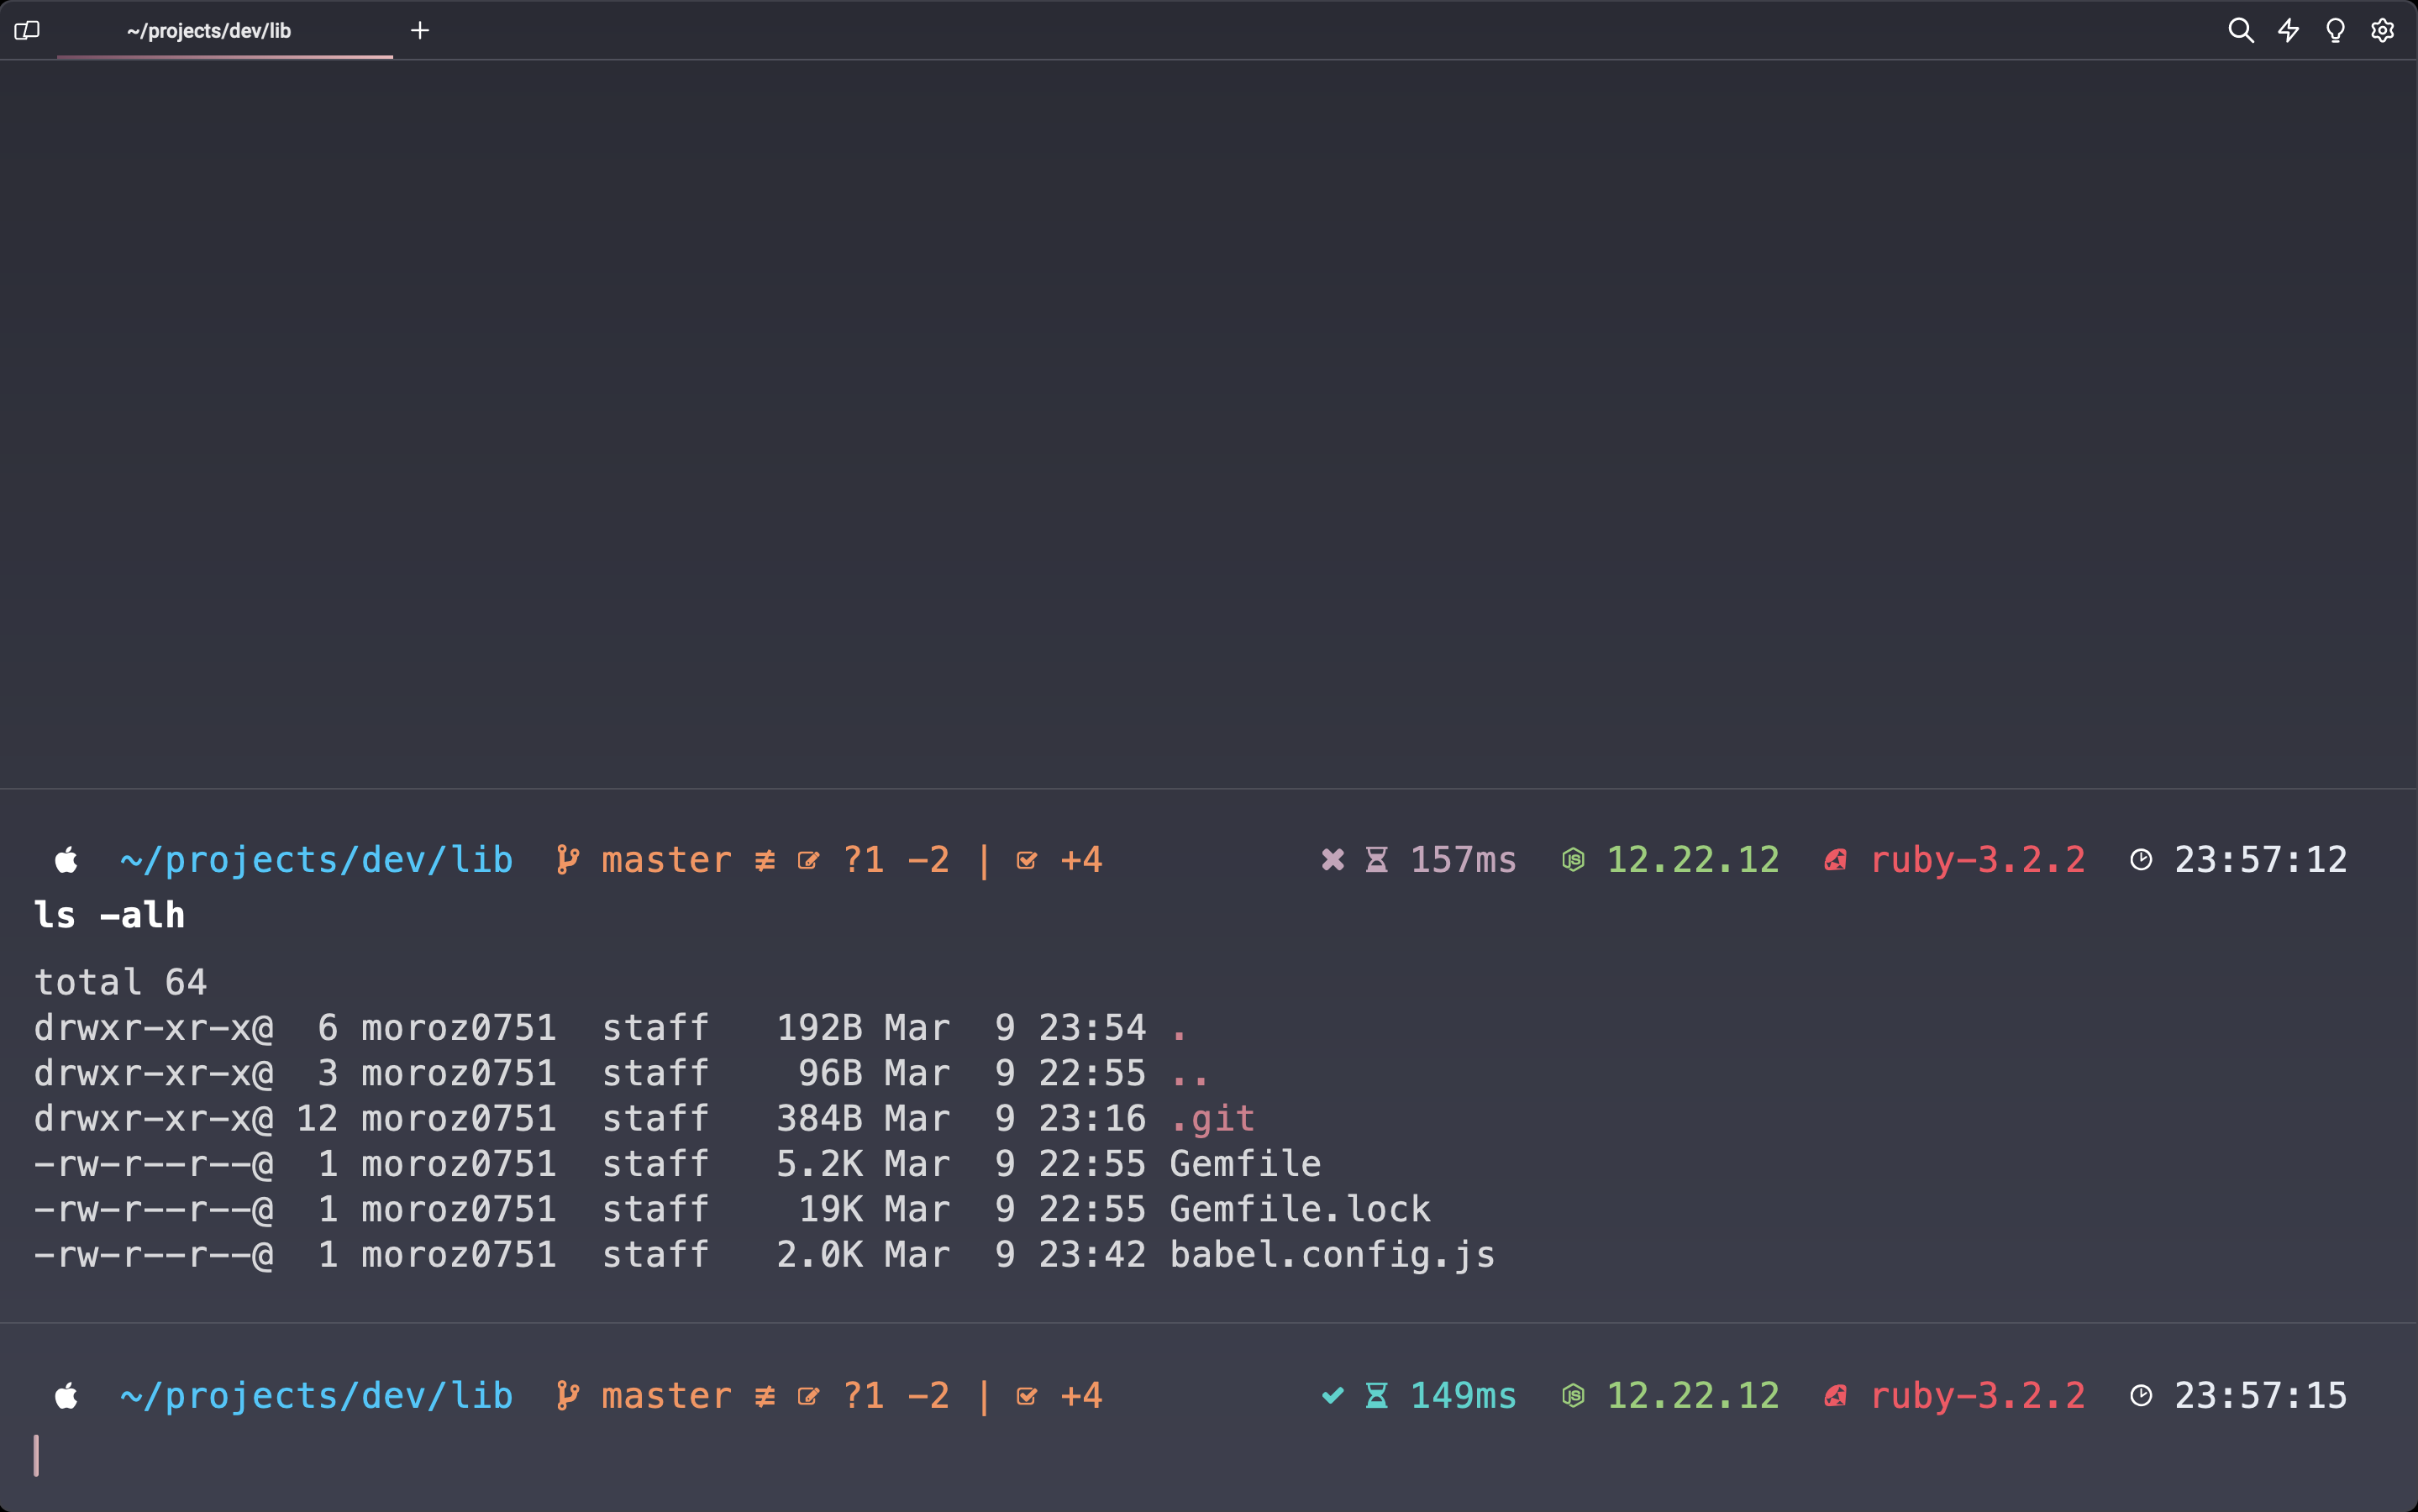 ~/projects/dev/lib
~/projects/dev/lib master ≢ ?1 -2 | +4 157ms 12.22.12 ruby-3.2.2 23:57:12
ls -alh
total 64
drwxr-xr-x@  6 moroz0751  staff   192B Mar  9 23:54 .
drwxr-xr-x@  3 moroz0751  staff    96B Mar  9 22:55 ..
drwxr-xr-x@ 12 moroz0751  staff   384B Mar  9 23:16 .git
-rw-r--r--@  1 moroz0751  staff   5.2K Mar  9 22:55 Gemfile
-rw-r--r--@  1 moroz0751  staff    19K Mar  9 22:55 Gemfile.lock
-rw-r--r--@  1 moroz0751  staff   2.0K Mar  9 23:42 babel.config.js
~/projects/dev/lib master ≢ ?1 -2 | +4 149ms 12.22.12 ruby-3.2.2 23:57:15